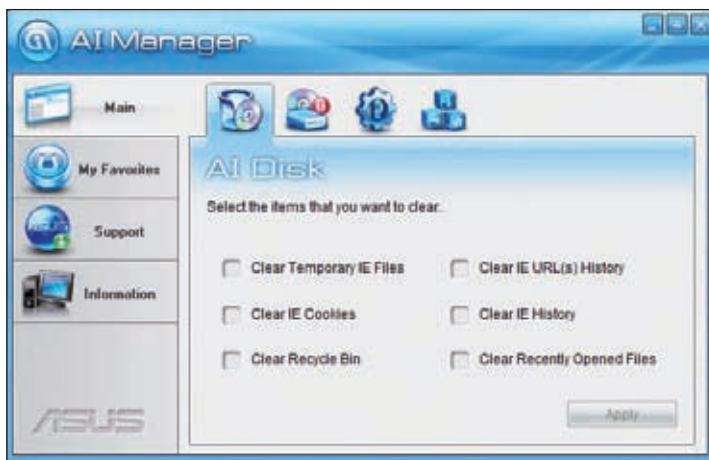 AI Manager
Main
My Favorites
Support
Information
AI Disk
Select the items that you want to clear.
Clear Temporary IE Files
Clear IE URL(s) History
Clear IE Cookies
Clear IE History
Clear Recycle Bin
Clear Recently Opened Files
Apply
ASUS